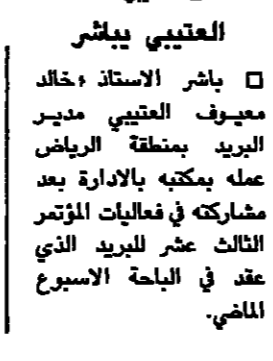 العتيبي يباشر
□ باشر الاستاذ / خالد
معيوف العتيبي مدير
البريد بمنطقة الرياض
عمله بمكتبه بالادارة بعد
مشاركته في فعاليات المؤتمر
الثالث عشر للبريد الذي
عقد في الباحة الاسبوع
الماضي.